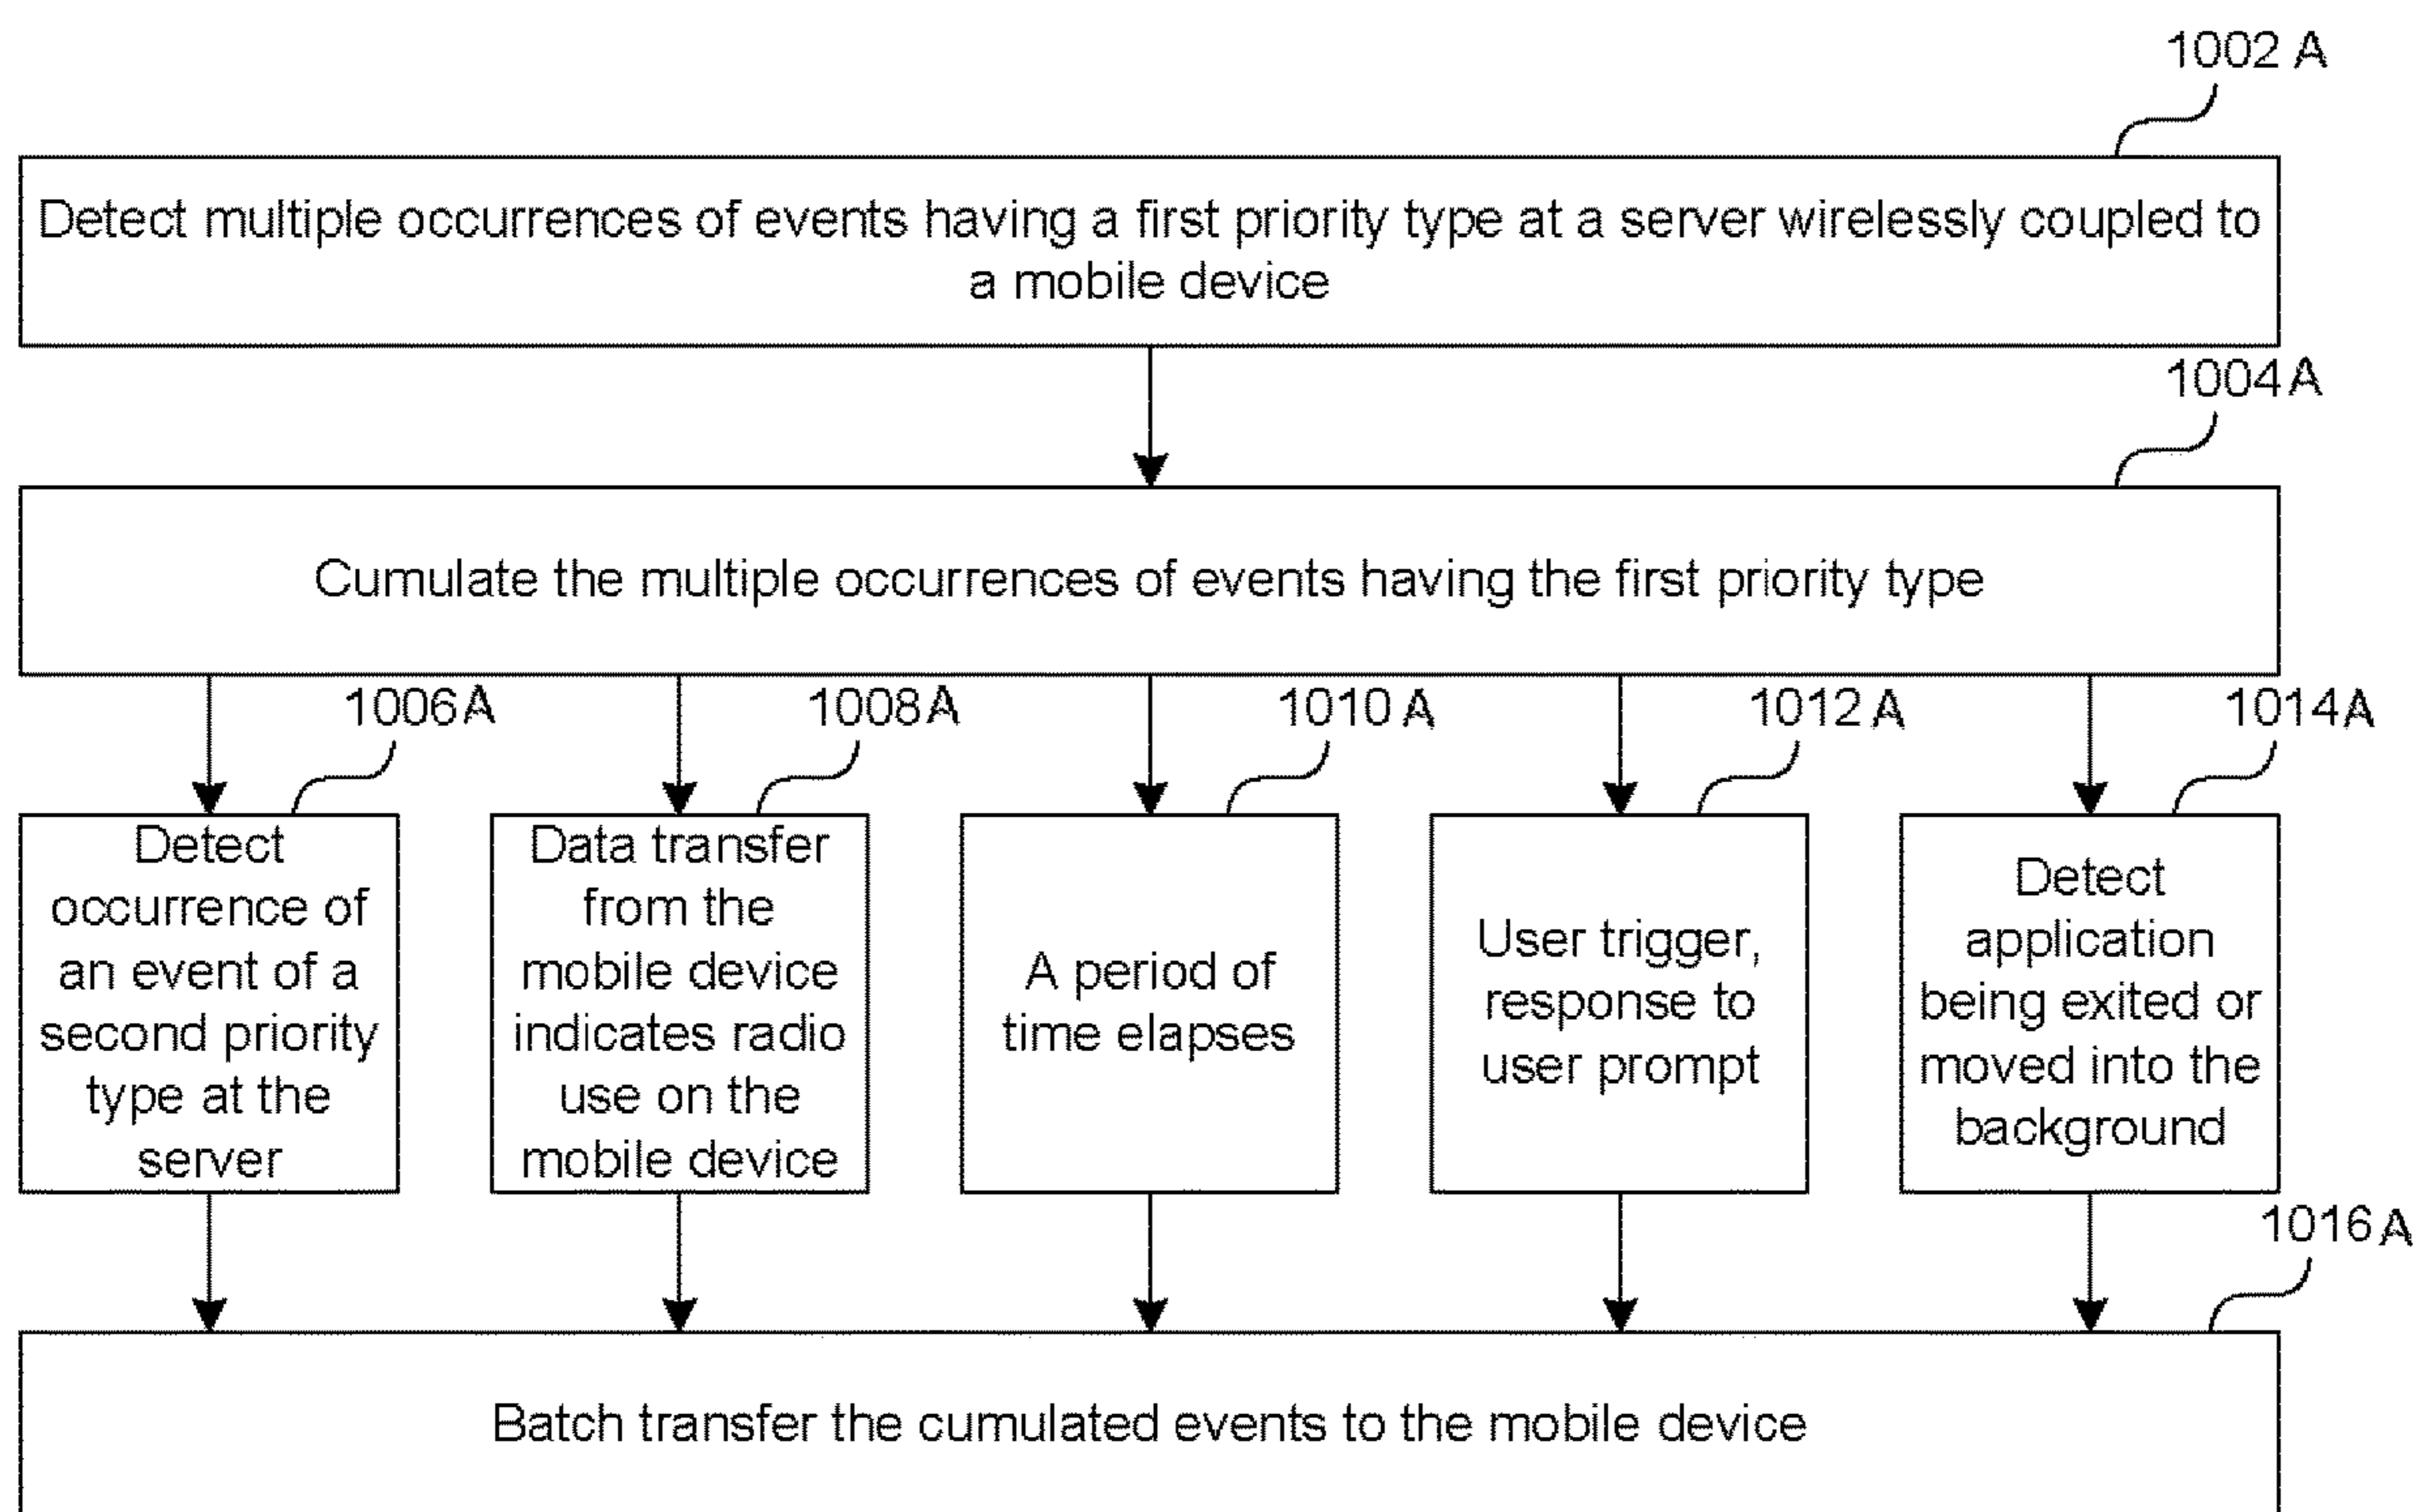 1002 A
Detect multiple occurrences of events having a first priority type at a server wirelessly coupled to
a mobile device
1004 A
Cumulate the multiple occurrences of events having the first priority type
1006 A
Detect
occurrence of
an event of a
second priority
type at the
server
1008 A
Data transfer
from the
mobile device
indicates radio
use on the
mobile device
1010 A
A period of
time elapses
1012 A
User trigger,
response to
user prompt
1014 A
Detect
application
being exited or
moved into the
background
1016 A
Batch transfer the cumulated events to the mobile device